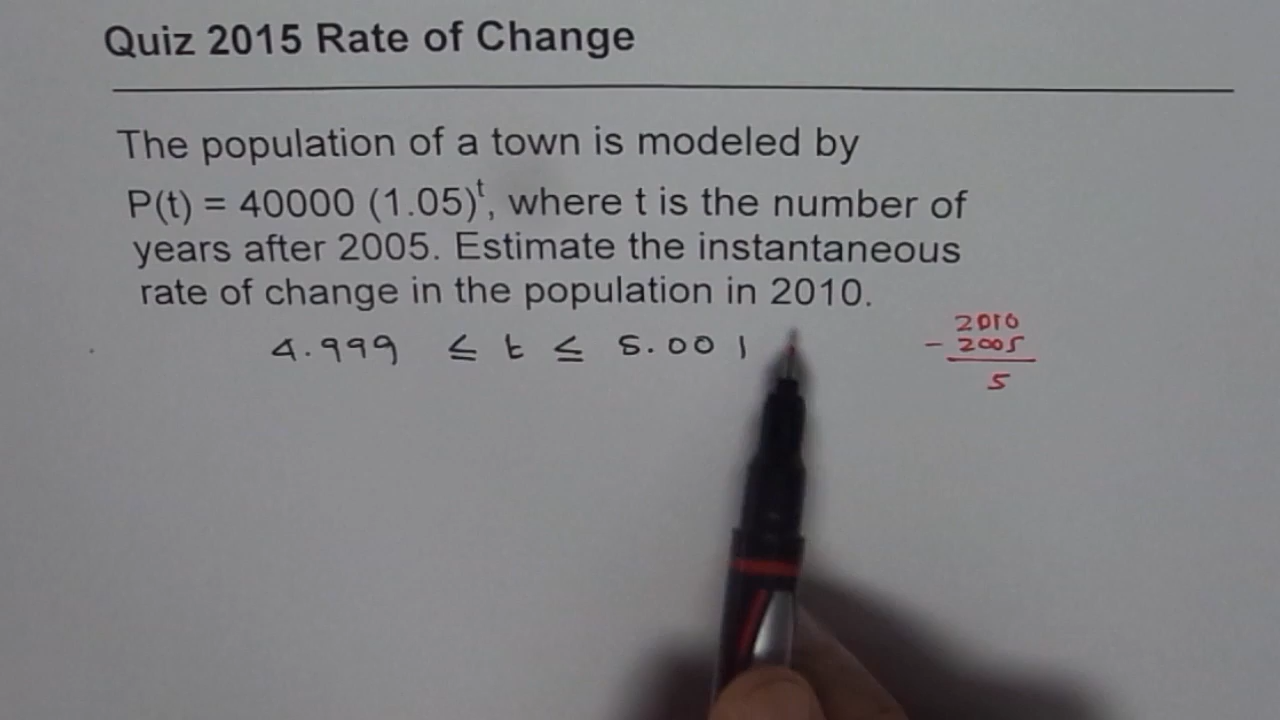 Quiz 2015 Rate of Change
The population of a town is modeled by
P(t) = 40000 (1.05)^t, where t is the number of
years after 2005. Estimate the instantaneous
rate of change in the population in 2010.
4.999 ≤ t ≤ 5.001
2010
- 2005
5